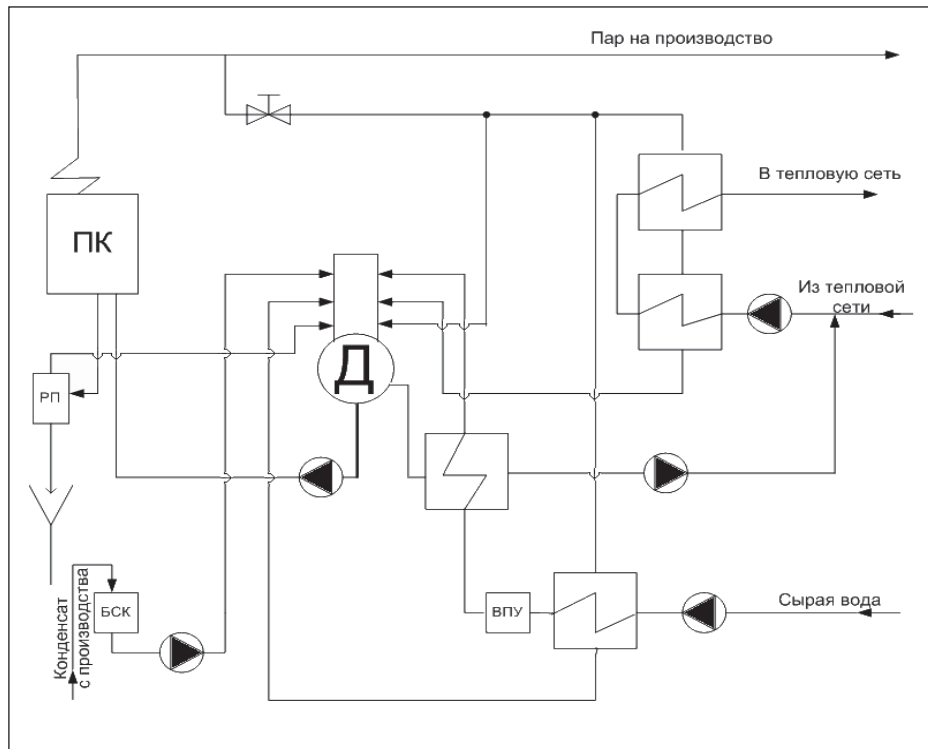 Пар на производство
В тепловую сеть
ПК
Из тепловой
сети
Д
РП
Конденсат
с производства
БСК
ВПУ
Сырая вода